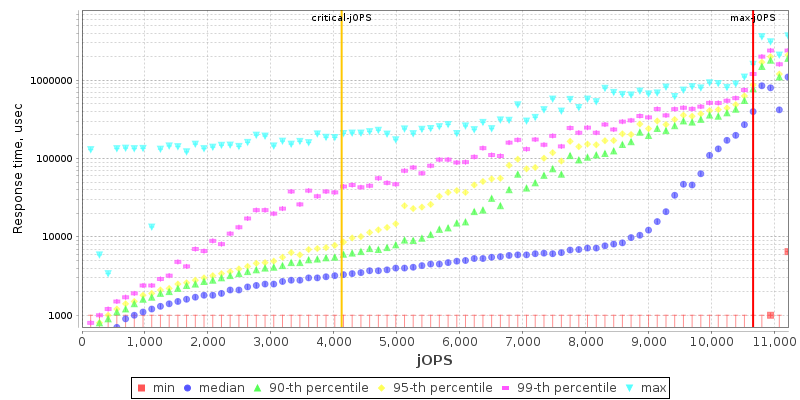 critical-jOPS max-jOPS
1000000
100000
10000
1000
Response time, usec
0 1,000 2,000 3,000 4,000 5,000 6,000 7,000 8,000 9,000 10,000 11,000
jOPS
min median 90-th percentile 95-th percentile 99-th percentile max